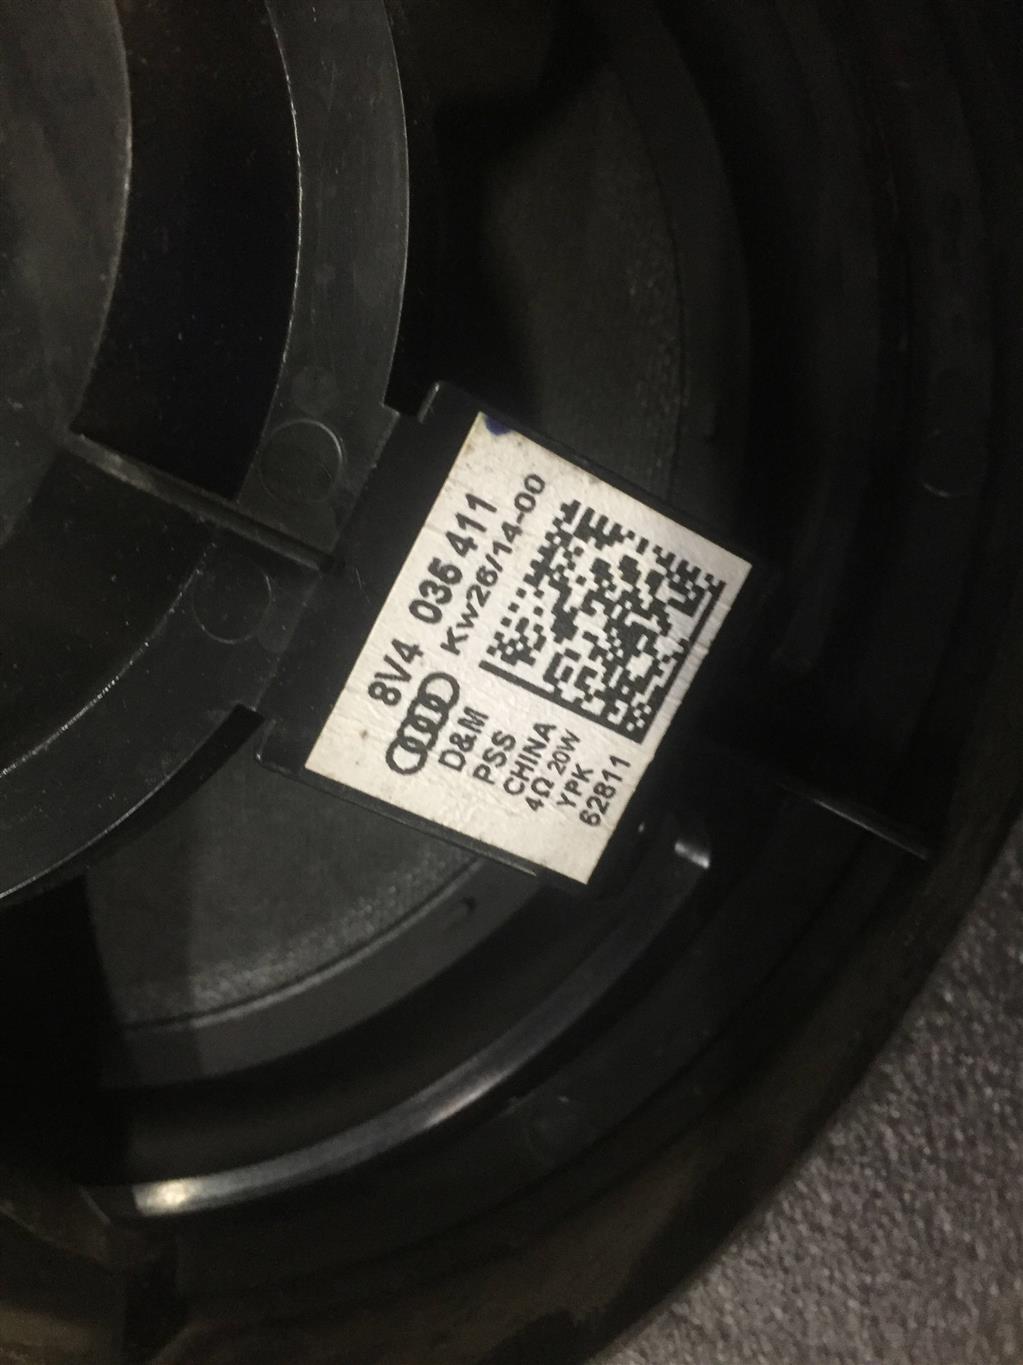 8V4 035 411
Kw26/14-00
D&M
PSS
CHINA
4Ω 20W
YPK
62811